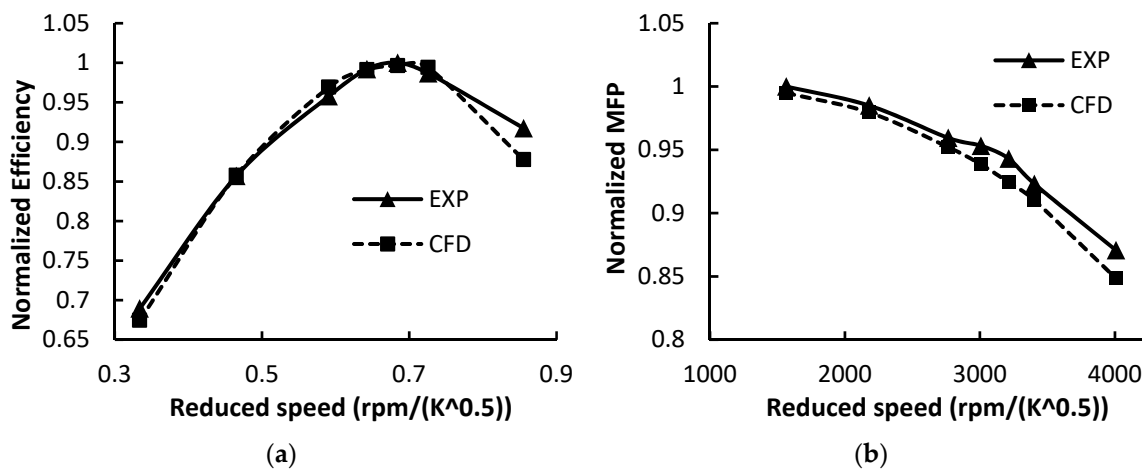 1.05
1
0.95
0.9
0.85
0.8
0.75
0.7
0.65
Normalized Efficiency
EXP
CFD
0.3
0.5
0.7
0.9
Reduced speed (rpm/(K^0.5))
(a)
1.05
1
0.95
0.9
0.85
0.8
Normalized MFP
EXP
CFD
1000
2000
3000
4000
Reduced speed (rpm/(K^0.5))
(b)